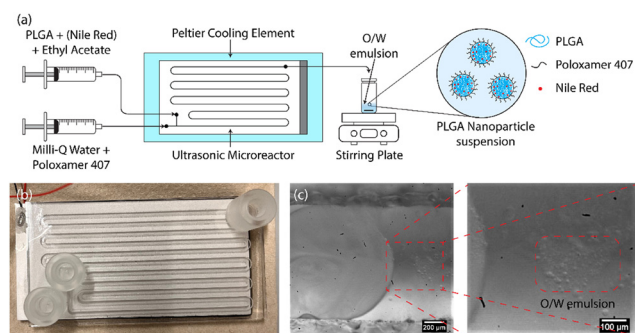 (a)
PLGA + (Nile Red)
+ Ethyl Acetate
Peltier Cooling Element
O/W
emulsion
PLGA
Poloxamer 407
Nile Red
Milli-Q Water +
Poloxamer 407
Ultrasonic Microreactor
Stirring Plate
PLGA Nanoparticle
suspension
(b)
(c)
O/W emulsion
200 µm
100 µm